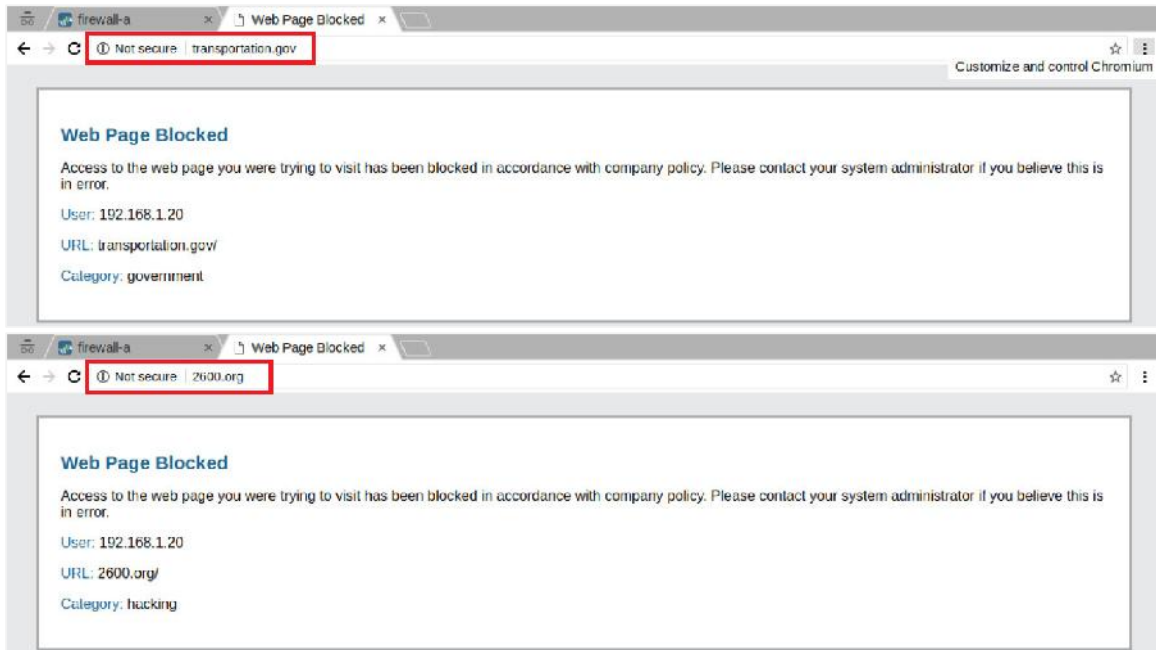 firewall-a × Web Page Blocked ×
Not secure transportation.gov
Customize and control Chromium
Web Page Blocked
Access to the web page you were trying to visit has been blocked in accordance with company policy. Please contact your system administrator if you believe this is
in error.
User: 192.168.1.20
URL: transportation.gov/
Category: government
firewall-a × Web Page Blocked ×
Not secure 2600.org
Web Page Blocked
Access to the web page you were trying to visit has been blocked in accordance with company policy. Please contact your system administrator if you believe this is
in error.
User: 192.168.1.20
URL: 2600.org/
Category: hacking